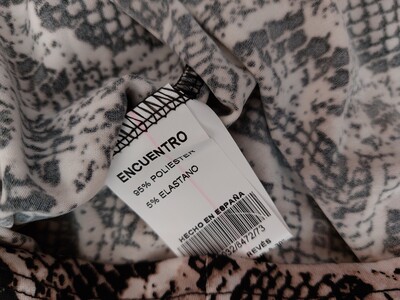 ENCUENTRO
95% POLIESTER
5% ELASTANO
HECHO EN ESPAÑA
REVÉS